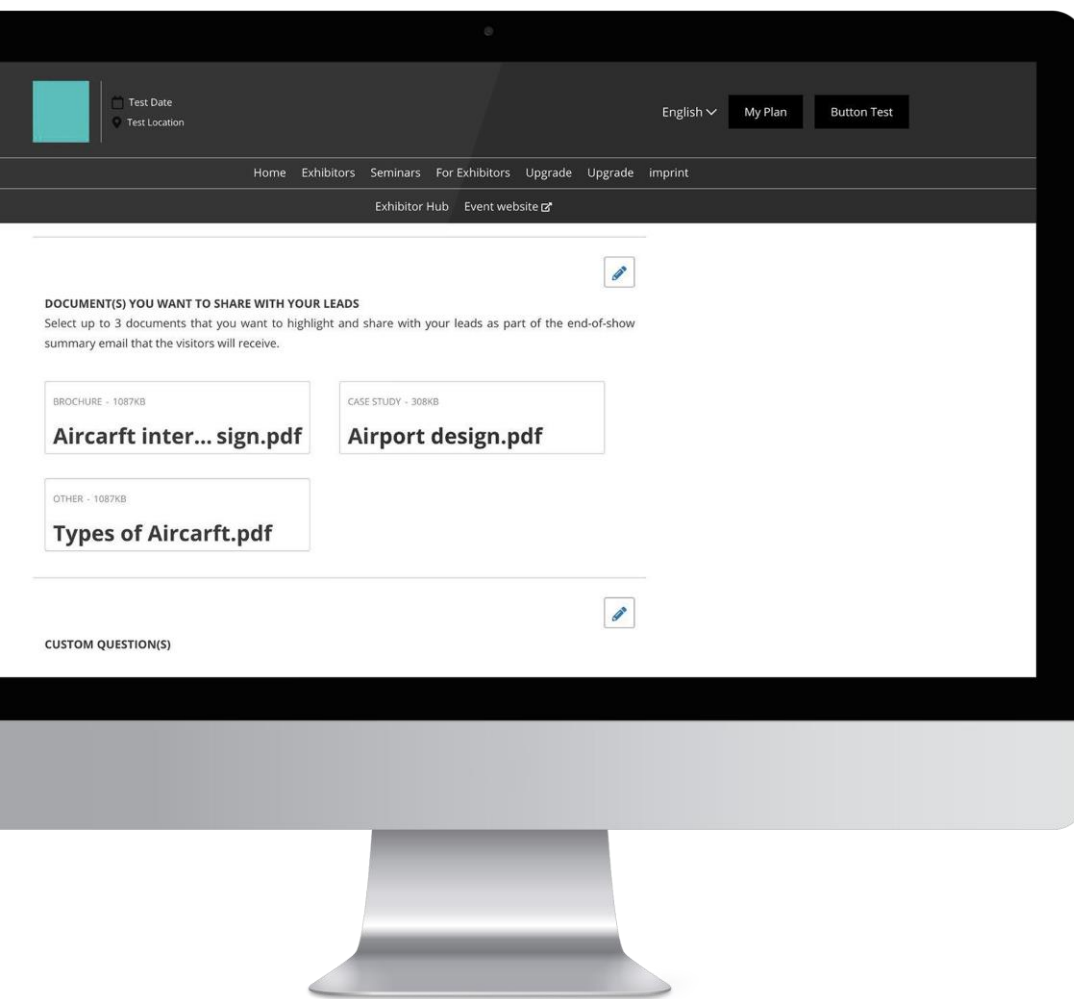 Test Date
Test Location
English
My Plan
Button Test
Home Exhibitors Seminars For Exhibitors Upgrade Upgrade imprint
Exhibitor Hub Event website
DOCUMENT(S) YOU WANT TO SHARE WITH YOUR LEADS
Select up to 3 documents that you want to highlight and share with your leads as part of the end-of-show
summary email that the visitors will receive.
BROCHURE - 1087KB
Aircarft inter... sign.pdf
CASE STUDY - 308KB
Airport design.pdf
OTHER - 1087KB
Types of Aircarft.pdf
CUSTOM QUESTION(S)